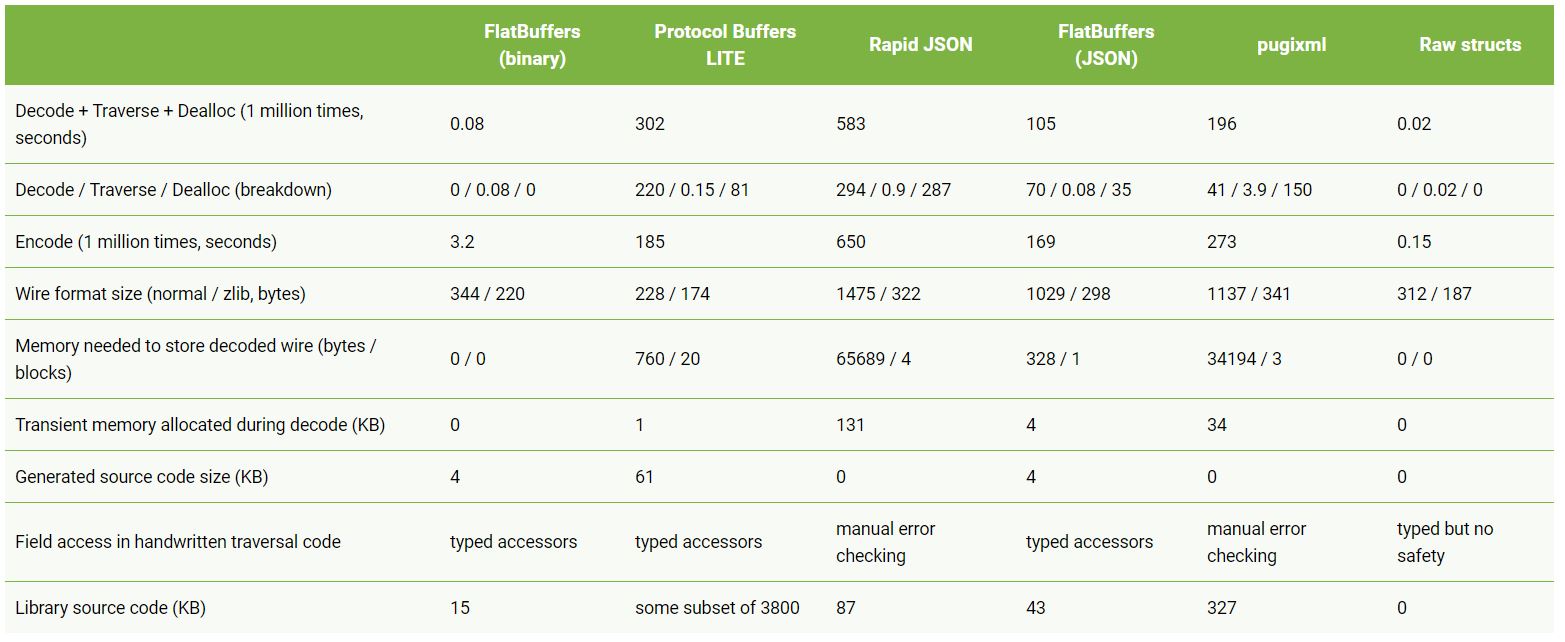 FlatBuffers (binary) Protocol Buffers LITE Rapid JSON FlatBuffers (JSON) pugixml Raw structs
Decode + Traverse + Dealloc (1 million times, seconds) 0.08 302 583 105 196 0.02
Decode / Traverse / Dealloc (breakdown) 0 / 0.08 / 0 220 / 0.15 / 81 294 / 0.9 / 287 70 / 0.08 / 35 41 / 3.9 / 150 0 / 0.02 / 0
Encode (1 million times, seconds) 3.2 185 650 169 273 0.15
Wire format size (normal / zlib, bytes) 344 / 220 228 / 174 1475 / 322 1029 / 298 1137 / 341 312 / 187
Memory needed to store decoded wire (bytes / blocks) 0 / 0 760 / 20 65689 / 4 328 / 1 34194 / 3 0 / 0
Transient memory allocated during decode (KB) 0 1 131 4 34 0
Generated source code size (KB) 4 61 0 4 0 0
Field access in handwritten traversal code typed accessors typed accessors manual error checking typed accessors manual error checking typed but no safety
Library source code (KB) 15 some subset of 3800 87 43 327 0